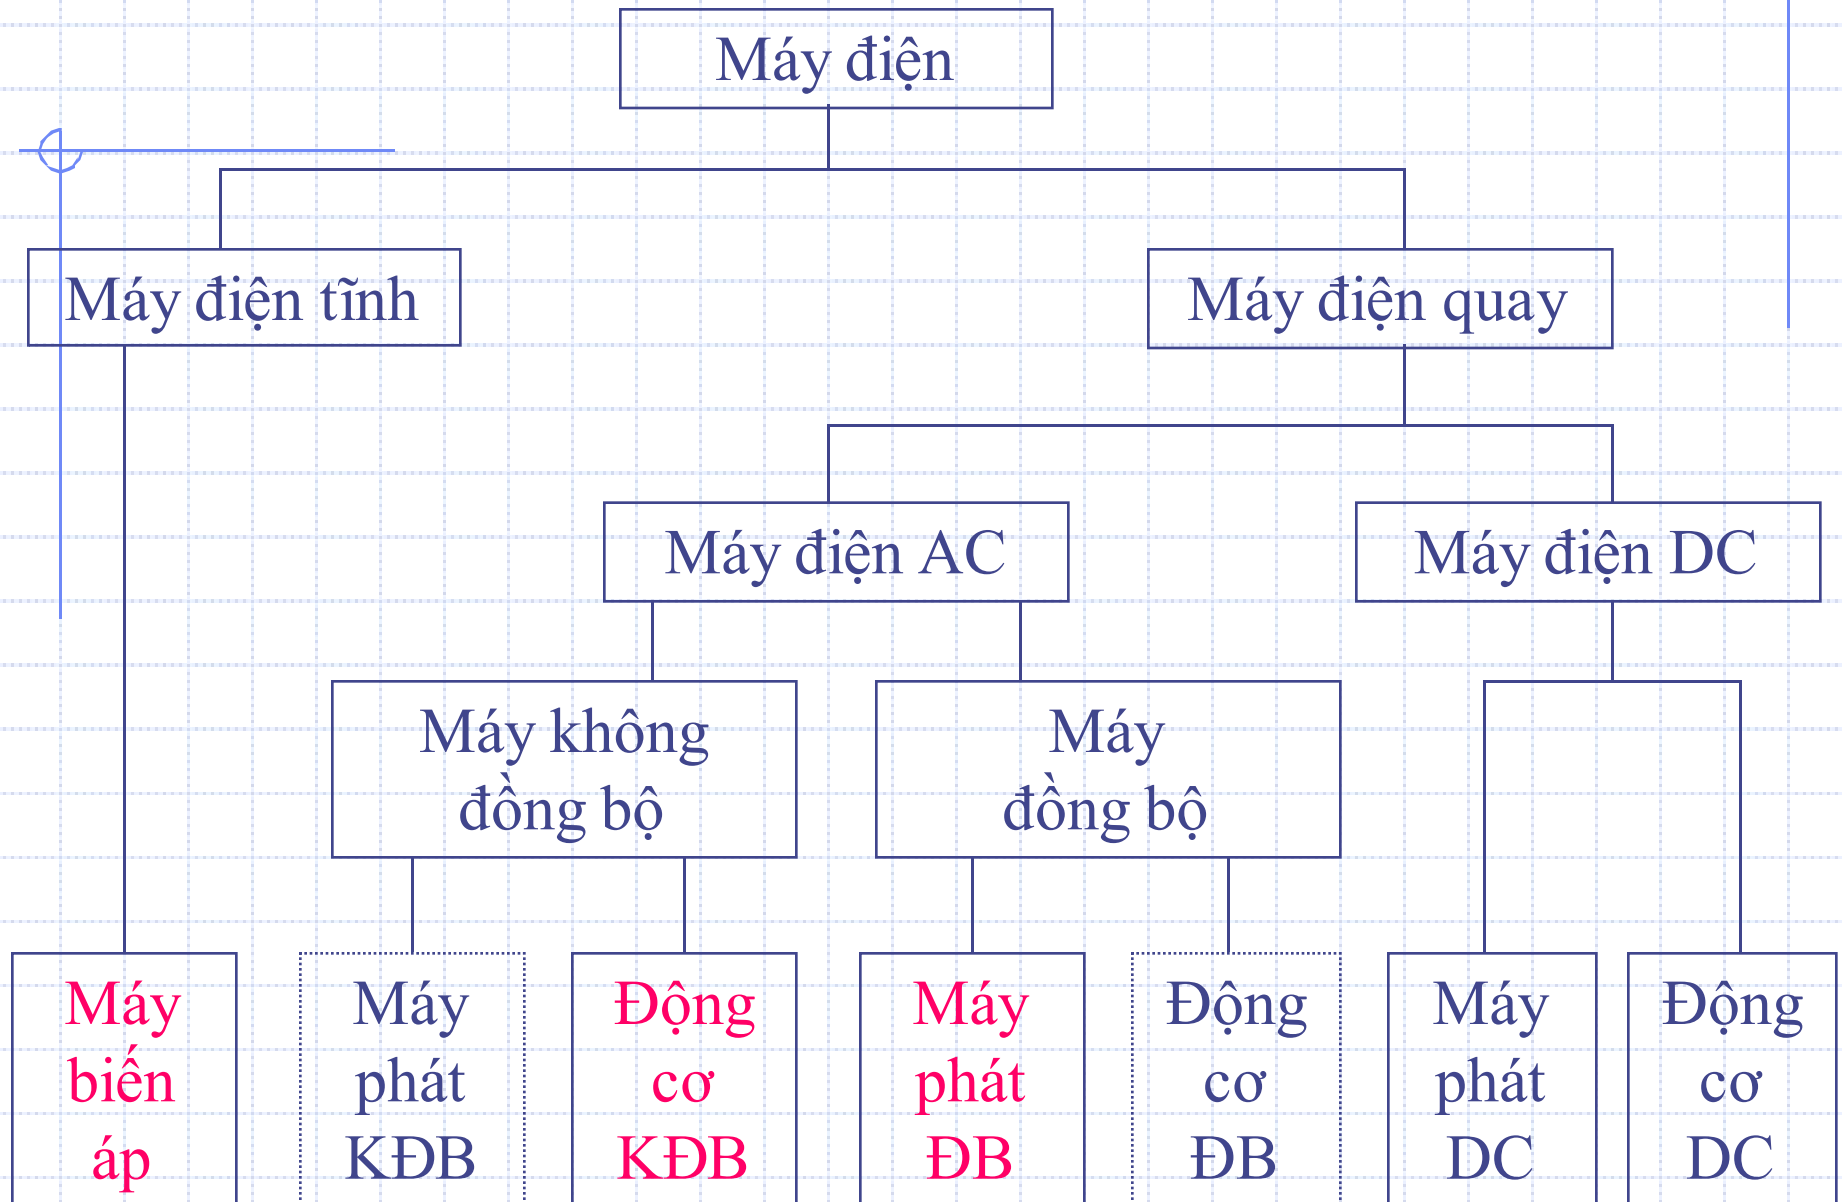 Máy điện
Máy điện tĩnh
Máy điện quay
Máy điện AC
Máy điện DC
Máy không
đồng bộ
Máy
đồng bộ
Máy
biến
áp
Máy
phát
KĐB
Động
cơ
KĐB
Máy
phát
ĐB
Động
cơ
ĐB
Máy
phát
DC
Động
cơ
DC